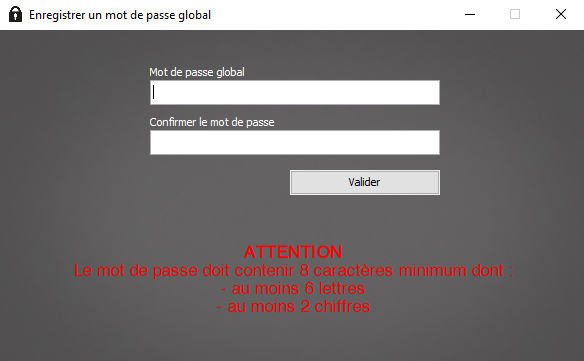 Enregistrer un mot de passe global
Mot de passe global
Confirmer le mot de passe
Valider
ATTENTION
Le mot de passe doit contenir 8 caractères minimum dont :
- au moins 6 lettres
- au moins 2 chiffres